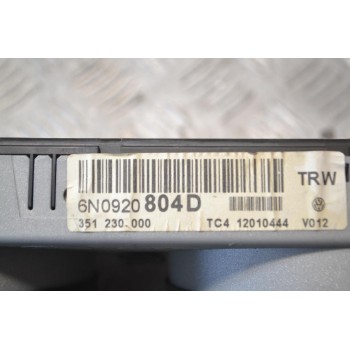 TRW
6N0920 804D
351 230.000 TC4 12010444 V012